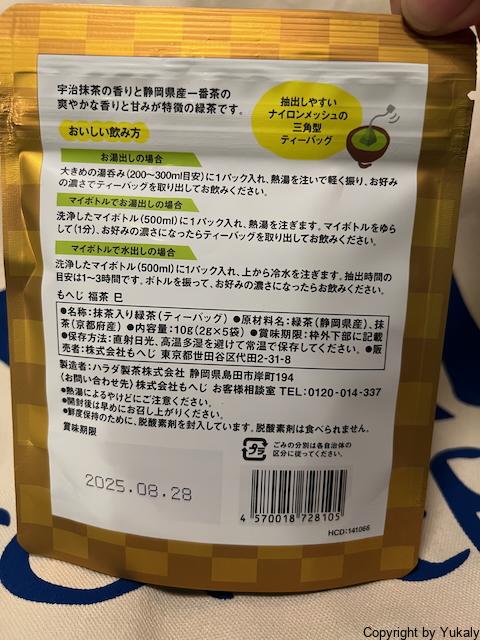 宇治抹茶の香りと静岡県産一番茶の
爽やかな香りと甘みが特徴の緑茶です。
抽出しやすい
ナイロンメッシュの
三角型
ティーバッグ
おいしい飲み方
お湯出しの場合
大きめの湯呑み(200〜300ml目安)に1パック入れ、熱湯を注いで軽く振り、お好み
の濃さでティーバッグを取り出してお飲みください。
マイボトルでお湯出しの場合
洗浄したマイボトル(500ml)に1パック入れ、熱湯を注ぎます。マイボトルをゆら
して(1分)、お好みの濃さになったらティーバッグを取り出してお飲みください。
マイボトルで水出しの場合
洗浄したマイボトル(500ml)に1パック入れ、上から冷水を注ぎます。抽出時間の
目安は1〜3時間です。ボトルを振って、お好みの濃さになったらお飲みください。
もへじ 福茶 巳
●名称:抹茶入り緑茶(ティーバッグ) ●原材料名:緑茶(静岡県産)、抹
茶(京都府産) ●内容量:10g(2g×5袋) ●賞味期限:枠外下部に記載
●保存方法:直射日光、高温多湿を避けて常温で保存してください。 ●販
売者:株式会社もへじ 東京都世田谷区代田2-31-8
製造者:ハラダ製茶株式会社 静岡県島田市岸町194
(お問い合わせ先) 株式会社もへじ お客様相談室 TEL:0120-014-337
●熱湯によるやけどにご注意ください。
●開封後は早めにお召し上がりください。
●鮮度保持のために、脱酸素剤を封入しています。脱酸素剤は食べられません。
賞味期限
プラ
ごみの分別は各自治体の
区分に従ってください。
2025.08.28
4 570018 728105
HCD:141066
Copyright by Yukaly